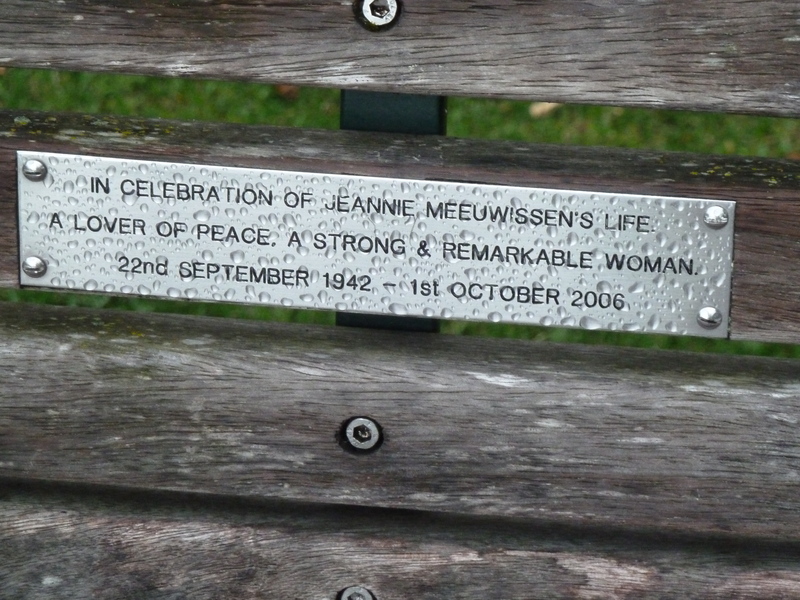 IN CELEBRATION OF JEANNIE MEEUWISSEN'S LIFE.
A LOVER OF PEACE. A STRONG & REMARKABLE WOMAN.
22nd SEPTEMBER 1942 - 1st OCTOBER 2006